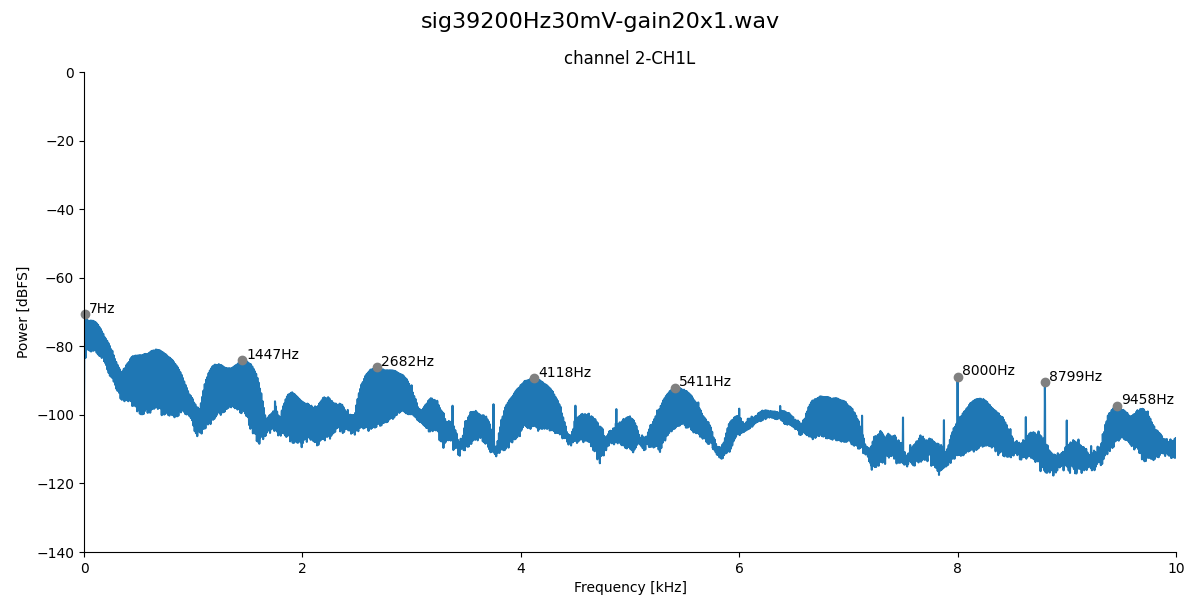 sig39200Hz30mV-gain20x1.wav
channel 2-CH1L
0
−20
−40
−60
−80
−100
−120
−140
Power [dBFS]
7Hz
1447Hz
2682Hz
4118Hz
5411Hz
8000Hz
8799Hz
9458Hz
0 2 4 6 8 10
Frequency [kHz]